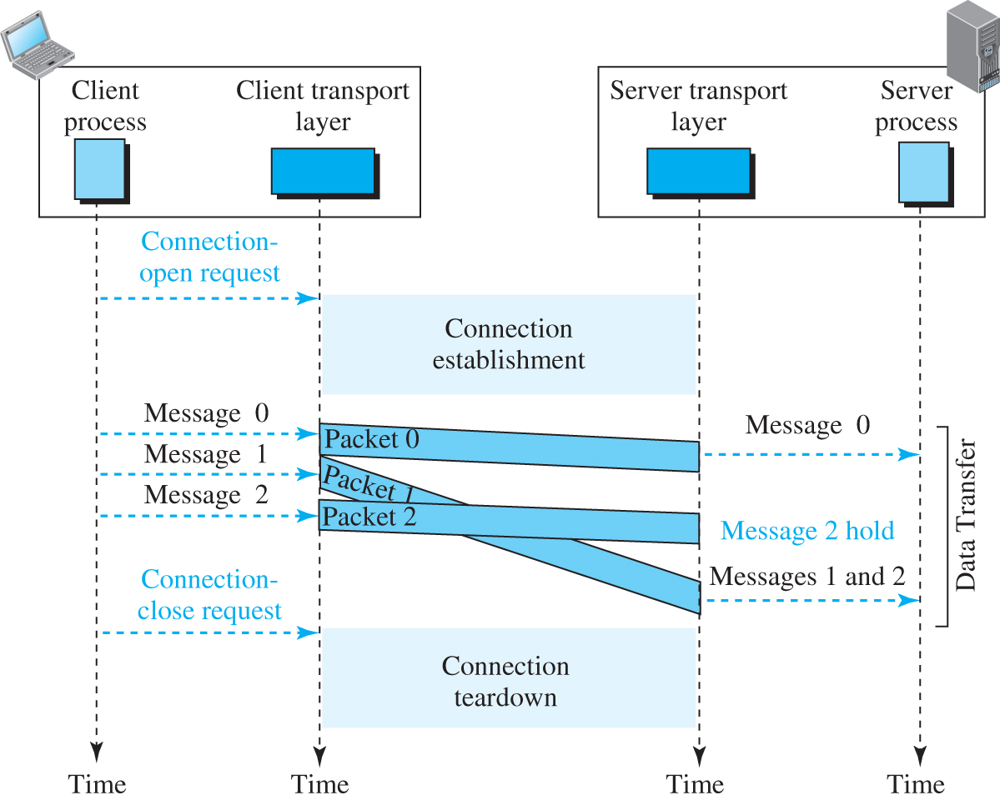 Client
process
Client transport
layer
Server transport
layer
Server
process
Connection-
open request
Connection
establishment
Message 0
Packet 0
Message 0
Message 1
Packet 1
Message 2
Packet 2
Message 2 hold
Messages 1 and 2
Data Transfer
Connection-
close request
Connection
teardown
Time
Time
Time
Time